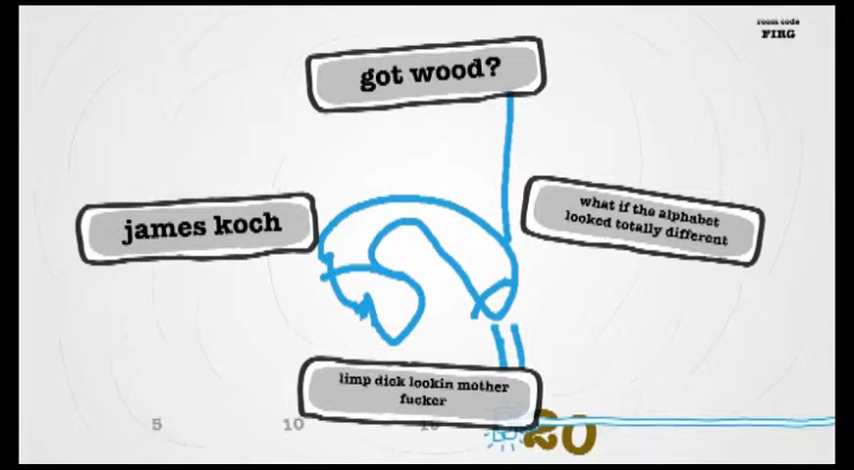 room code
FIRG
got wood?
what if the alphabet
looked totally different
james koch
limp dick lookin mother
fucker
5
10
20